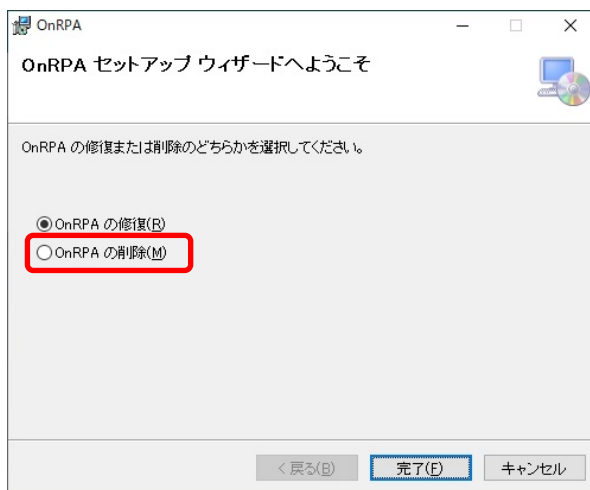 OnRPA
OnRPA セットアップ ウィザードへようこそ
OnRPA の修復または削除のどちらかを選択してください。
OnRPA の修復(R)
OnRPA の削除(M)
< 戻る(B) 完了(F) キャンセル